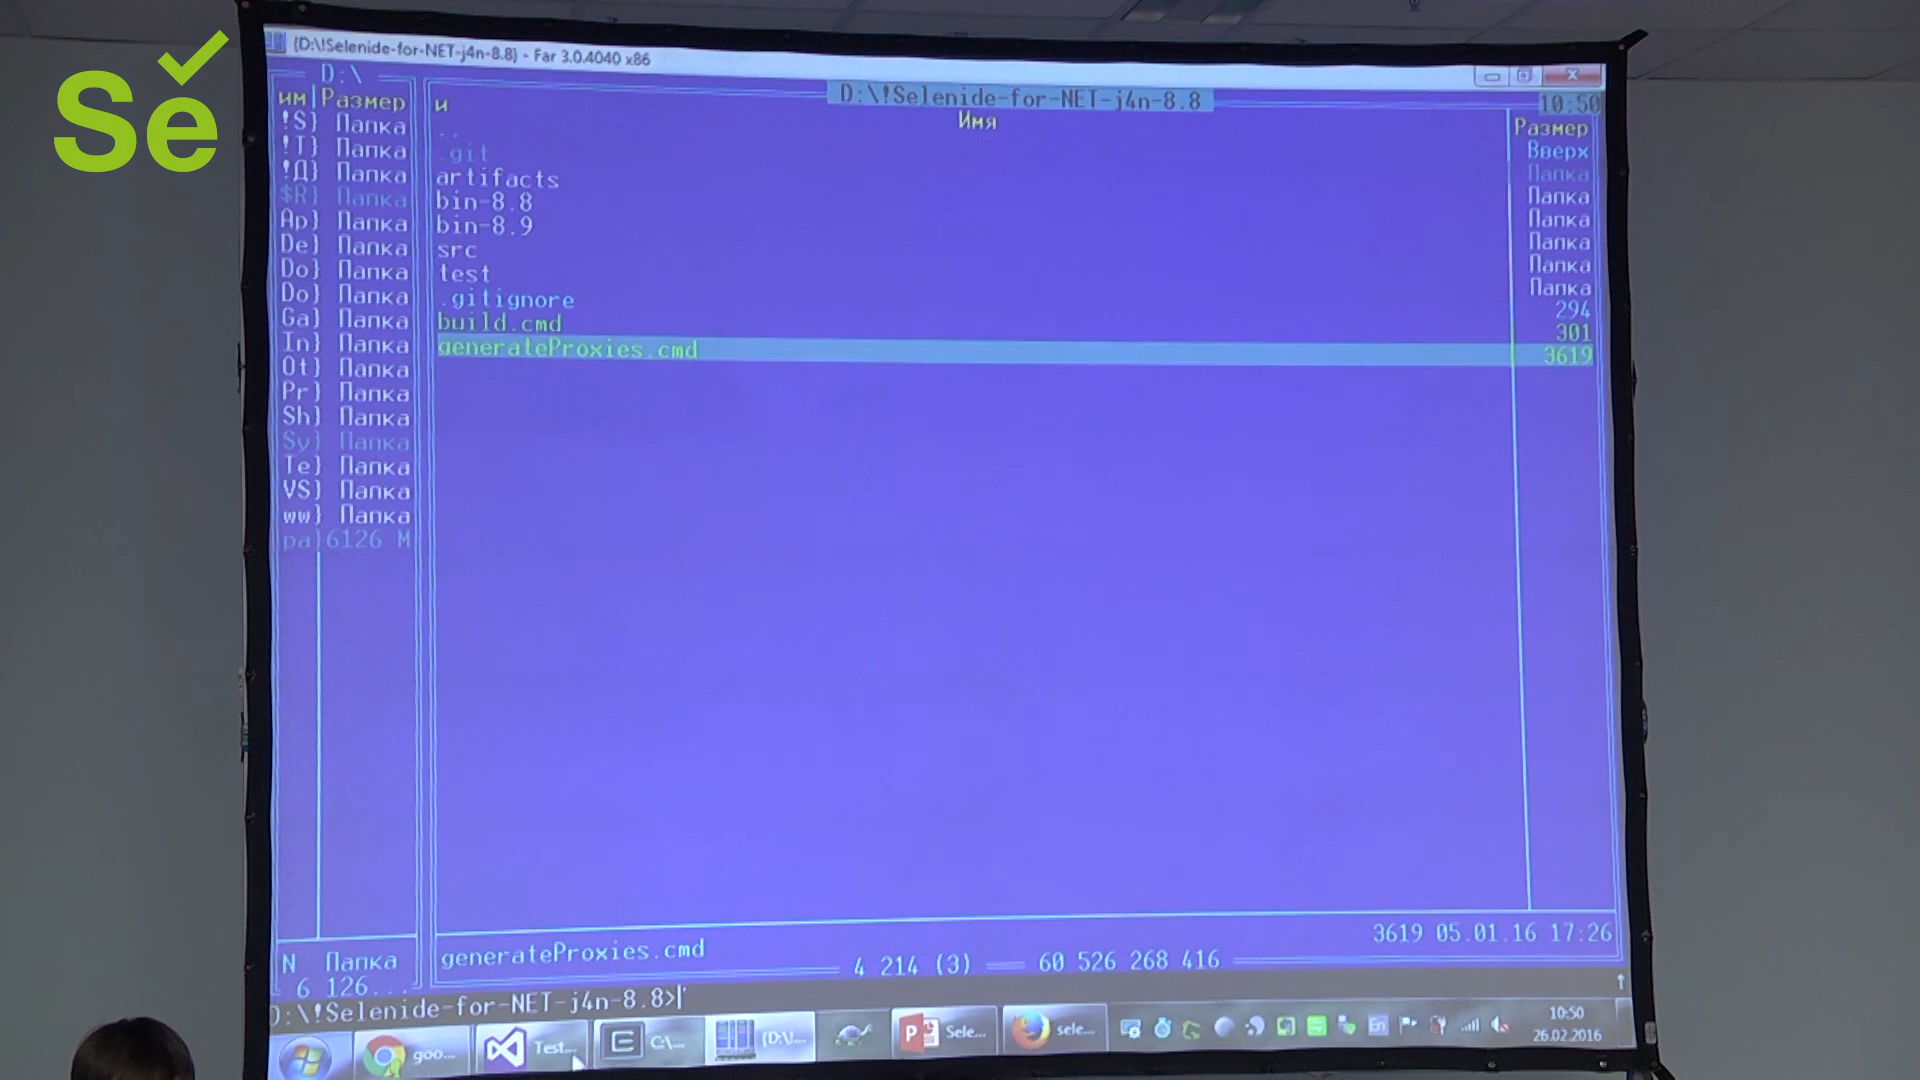 Se
{D:\!Selenide-for-NET-j4n-8.8} - Far 3.0.4040 x86
D:\
D:\!Selenide-for-NET-j4n-8.8
10:50
им Размер
и
Имя
Размер
!S} Папка
..
Вверх
!T} Папка
.git
Папка
!Д} Папка
artifacts
Папка
$R} Папка
bin-8.8
Папка
Ap} Папка
bin-8.9
Папка
De} Папка
src
Папка
Do} Папка
test
Папка
Do} Папка
.gitignore
294
Ga} Папка
build.cmd
301
In} Папка
generateProxies.cmd
3619
Ot} Папка
Pr} Папка
Sh} Папка
Sy} Папка
Te} Папка
VS} Папка
ww} Папка
pa}6126 M
N Папка
generateProxies.cmd
3619 05.01.16 17:26
6 126...
4 214 (3)
60 526 268 416
D:\!Selenide-for-NET-j4n-8.8>
goo...
Test...
C:\...
{D:\...
Sele...
sele...
En
10:50
26.02.2016